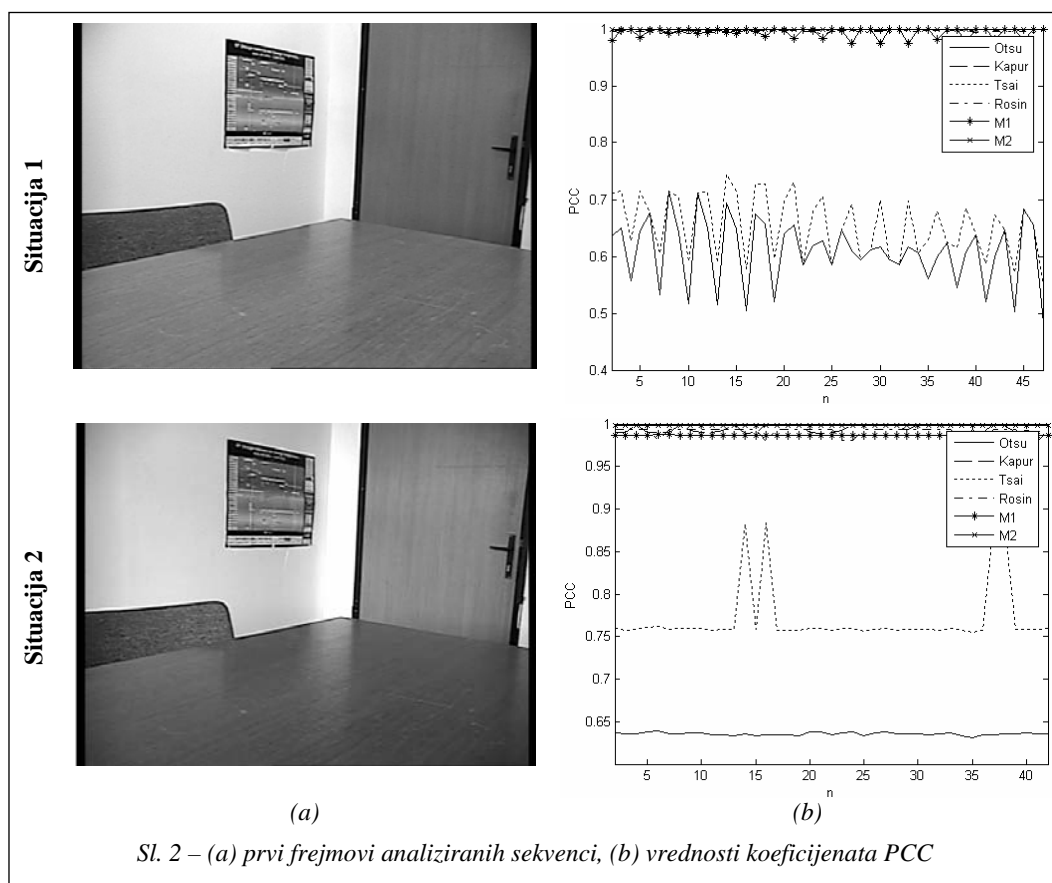 Situacija 1
1
0.9
0.8
0.7
0.6
0.5
0.4
PCC
5 10 15 20 25 30 35 40 45
n
Otsu
Kapur
Tsai
Rosin
M1
M2
Situacija 2
1
0.95
0.9
0.85
0.8
0.75
0.7
0.65
PCC
5 10 15 20 25 30 35 40
n
Otsu
Kapur
Tsai
Rosin
M1
M2
(a) (b)
Sl. 2 – (a) prvi frejmovi analiziranih sekvenci, (b) vrednosti koeficijenata PCC